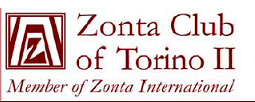 Zonta Club
of Torino II
Member of Zonta International